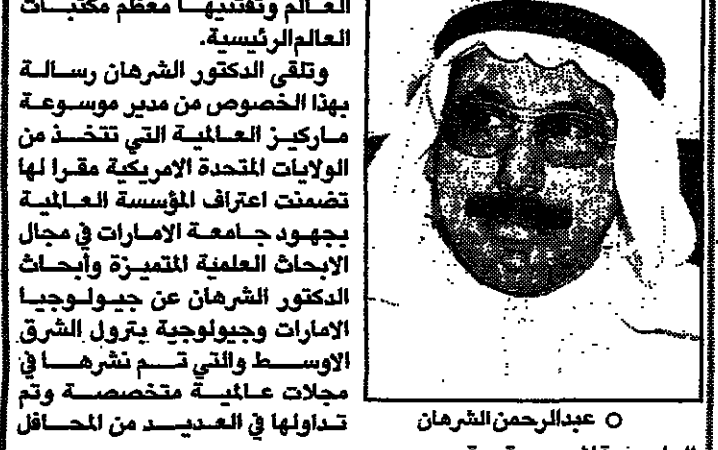 العالم وتقتنيها معظم مكتبات
العالم الرئيسية.
وتلقى الدكتور الشرهان رسالة
بهذا الخصوص من مدير موسوعة
ماركيز العالمية التي تتخذ من
الولايات المتحدة الامريكية مقرا لها
تضمنت اعتراف المؤسسة العالمية
بجهود جامعة الامارات في مجال
الابحاث العلمية المتميزة وأبحاث
الدكتور الشرهان عن جيولوجيا
الامارات وجيولوجية بترول الشرق
الاوسط والتي تم نشرها في
مجلات عالمية متخصصة وتم
تداولها في العديد من المحافل
○ عبدالرحمن الشرهان